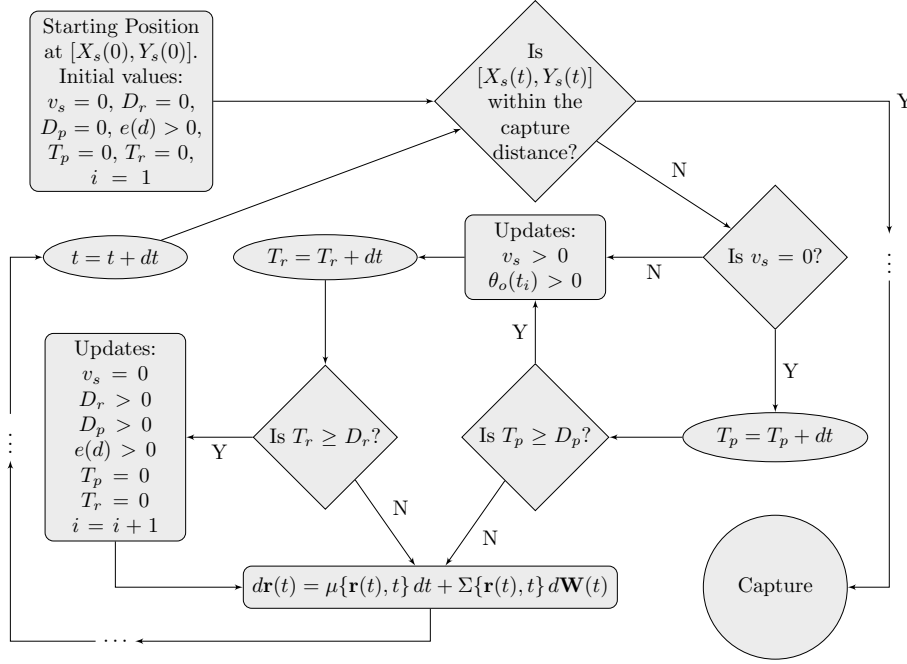 Starting Position
at [X_s(0), Y_s(0)].
Initial values:
v_s = 0, D_r = 0,
D_p = 0, e(d) > 0,
T_p = 0, T_r = 0,
i = 1
Is
[X_s(t), Y_s(t)]
within the
capture
distance?
Y
N
t = t + dt
T_r = T_r + dt
Updates:
v_s > 0
θ_o(t_i) > 0
N
Is v_s = 0?
⋮
Y
Y
Updates:
v_s = 0
D_r > 0
D_p > 0
e(d) > 0
T_p = 0
T_r = 0
i = i + 1
Y
Is T_r ≥ D_r?
Is T_p ≥ D_p?
T_p = T_p + dt
⋮
N
N
dr(t) = μ{r(t), t} dt + Σ{r(t), t} dW(t)
Capture
⋯